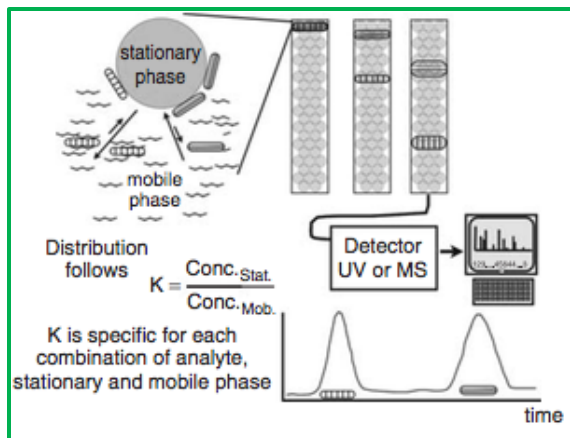 stationary
phase
mobile
phase
Distribution
follows
K = Conc.Stat.
Conc.Mob.
K is specific for each
combination of analyte,
stationary and mobile phase
Detector
UV or MS
time